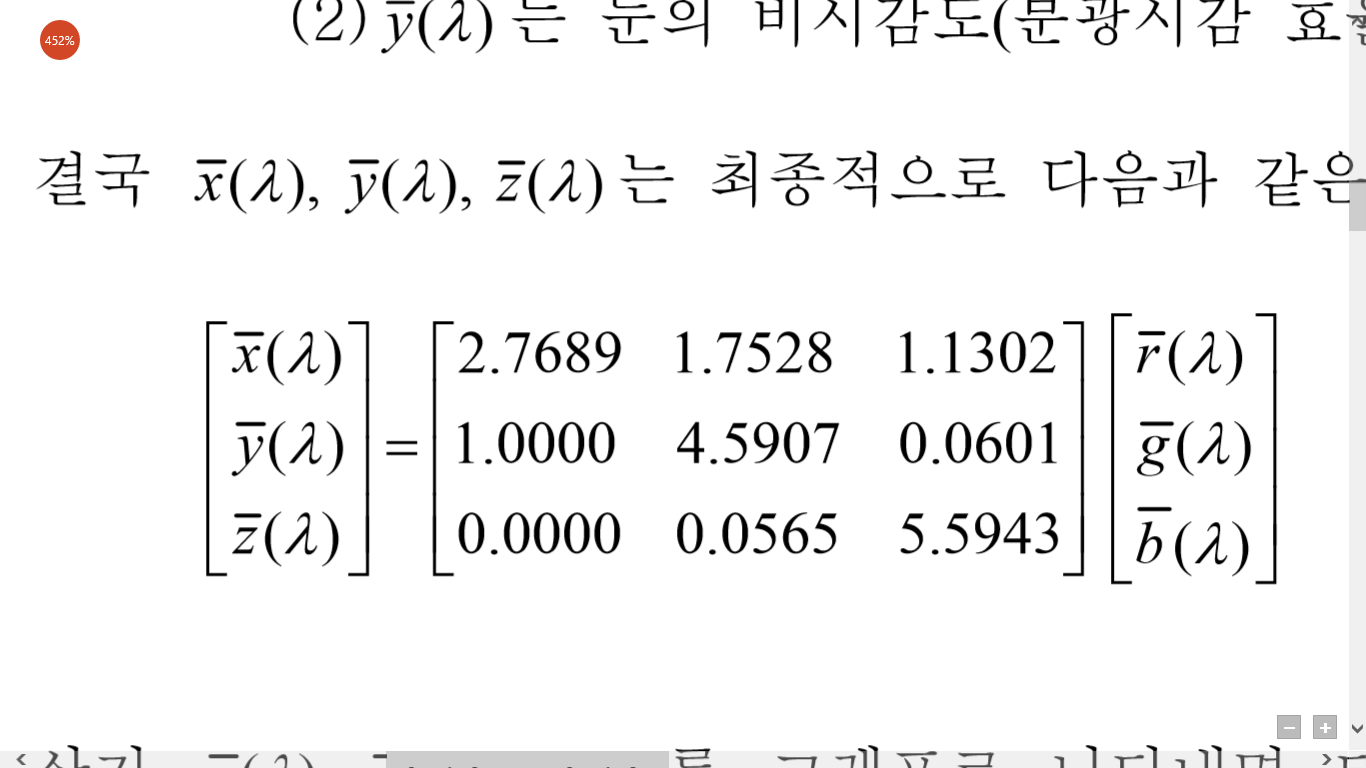 452%
(2) y̅(λ) 는 눈의 비시감도(분광시감 효율
결국 x̅(λ), y̅(λ), z̅(λ) 는 최종적으로 다음과 같은
[x̅(λ)] = [2.7689 1.7528 1.1302] [r̅(λ)]
[y̅(λ)] = [1.0000 4.5907 0.0601] [g̅(λ)]
[z̅(λ)] = [0.0000 0.0565 5.5943] [b̅(λ)]